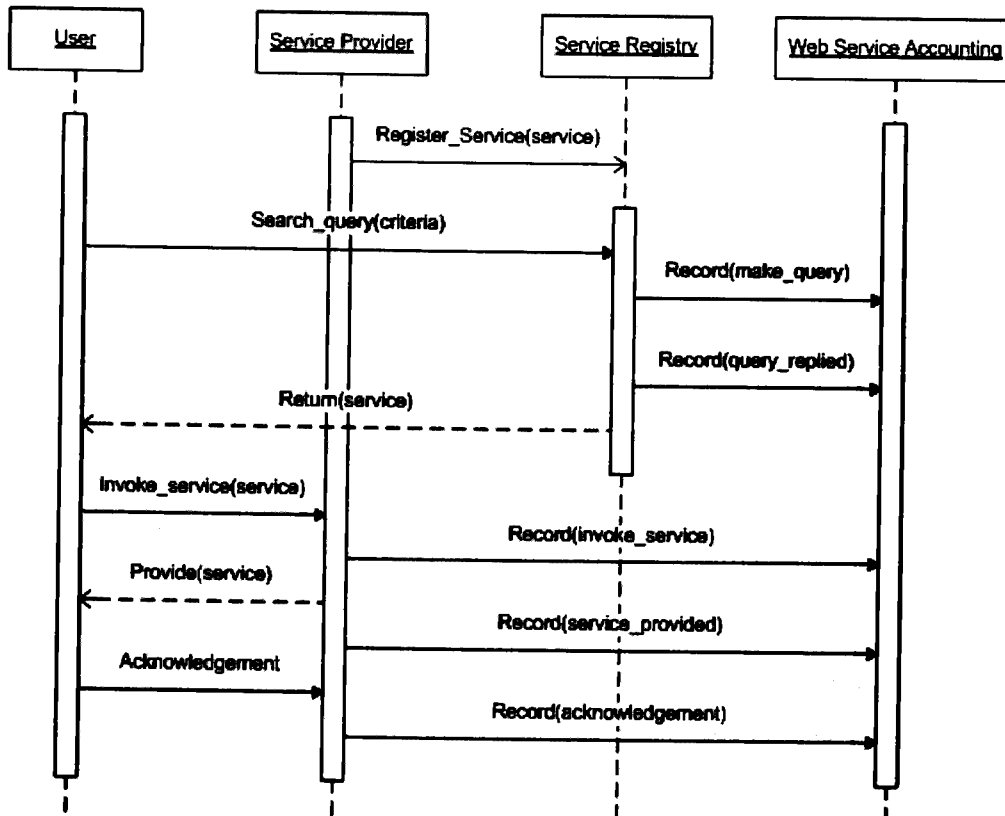 User
Service Provider
Service Registry
Web Service Accounting
Register_Service(service)
Search_query(criteria)
Record(make_query)
Record(query_replied)
Return(service)
Invoke_service(service)
Record(invoke_service)
Provide(service)
Record(service_provided)
Acknowledgement
Record(acknowledgement)